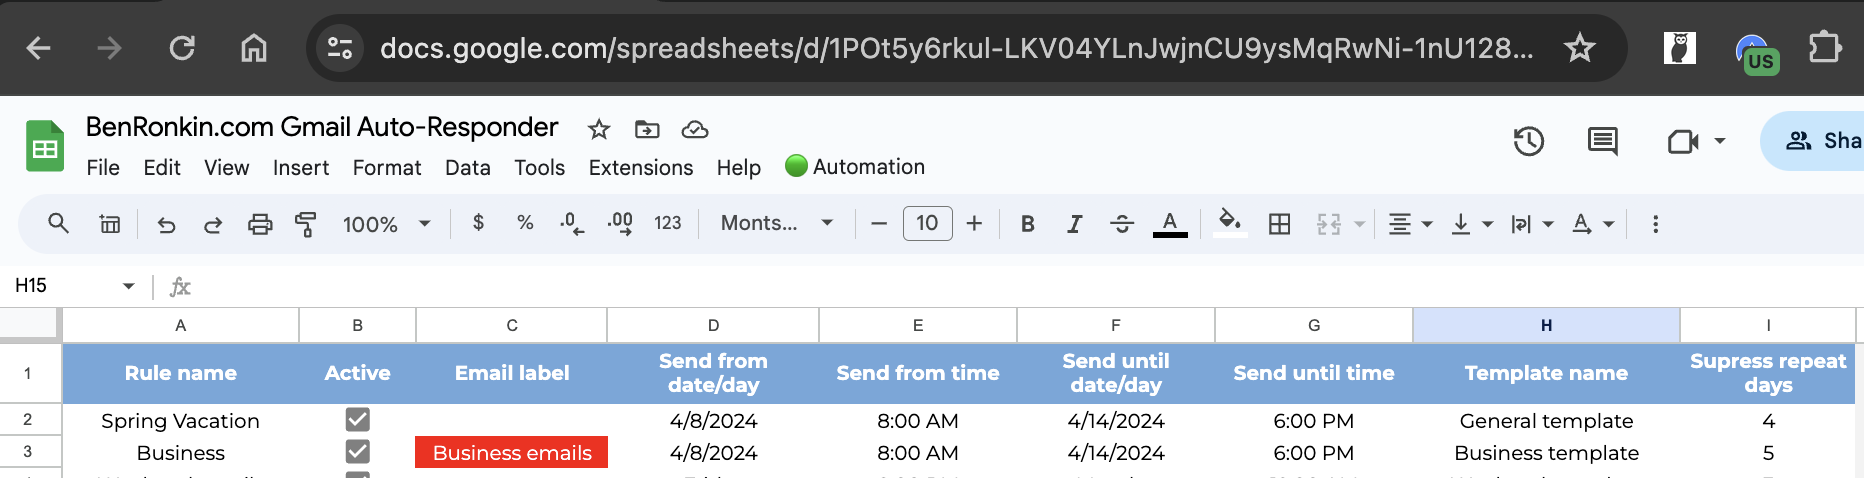 docs.google.com/spreadsheets/d/1POt5y6rkul-LKV04YLnJwjnCU9ysMqRwNi-1nU128...
US
BenRonkin.com Gmail Auto-Responder
File Edit View Insert Format Data Tools Extensions Help Automation
Sha
100% $ % .0 .00 123 Monts... 10 B I S A A
H15 fx
A B C D E F G H I
1 Rule name Active Email label Send from date/day Send from time Send until date/day Send until time Template name Supress repeat days
2 Spring Vacation 4/8/2024 8:00 AM 4/14/2024 6:00 PM General template 4
3 Business Business emails 4/8/2024 8:00 AM 4/14/2024 6:00 PM Business template 5